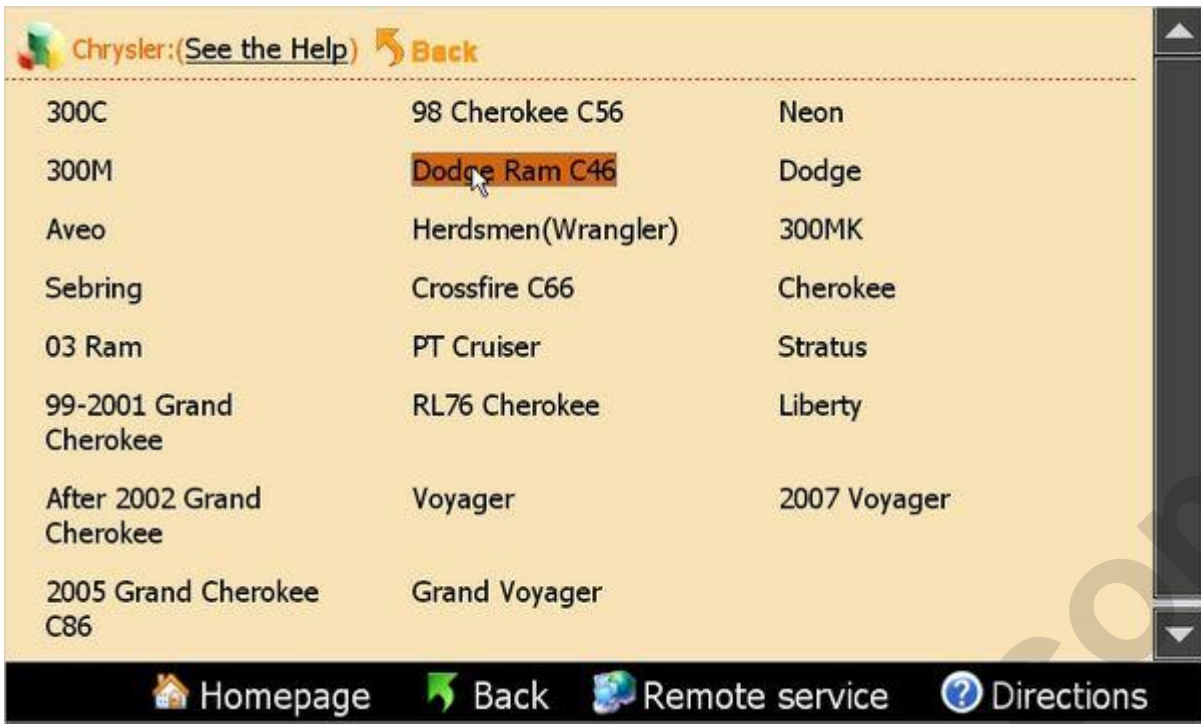 Chrysler:(See the Help) Back
300C 98 Cherokee C56 Neon
300M Dodge Ram C46 Dodge
Aveo Herdsmen(Wrangler) 300MK
Sebring Crossfire C66 Cherokee
03 Ram PT Cruiser Stratus
99-2001 Grand Cherokee RL76 Cherokee Liberty
After 2002 Grand Cherokee Voyager 2007 Voyager
2005 Grand Cherokee C86 Grand Voyager
Homepage Back Remote service Directions